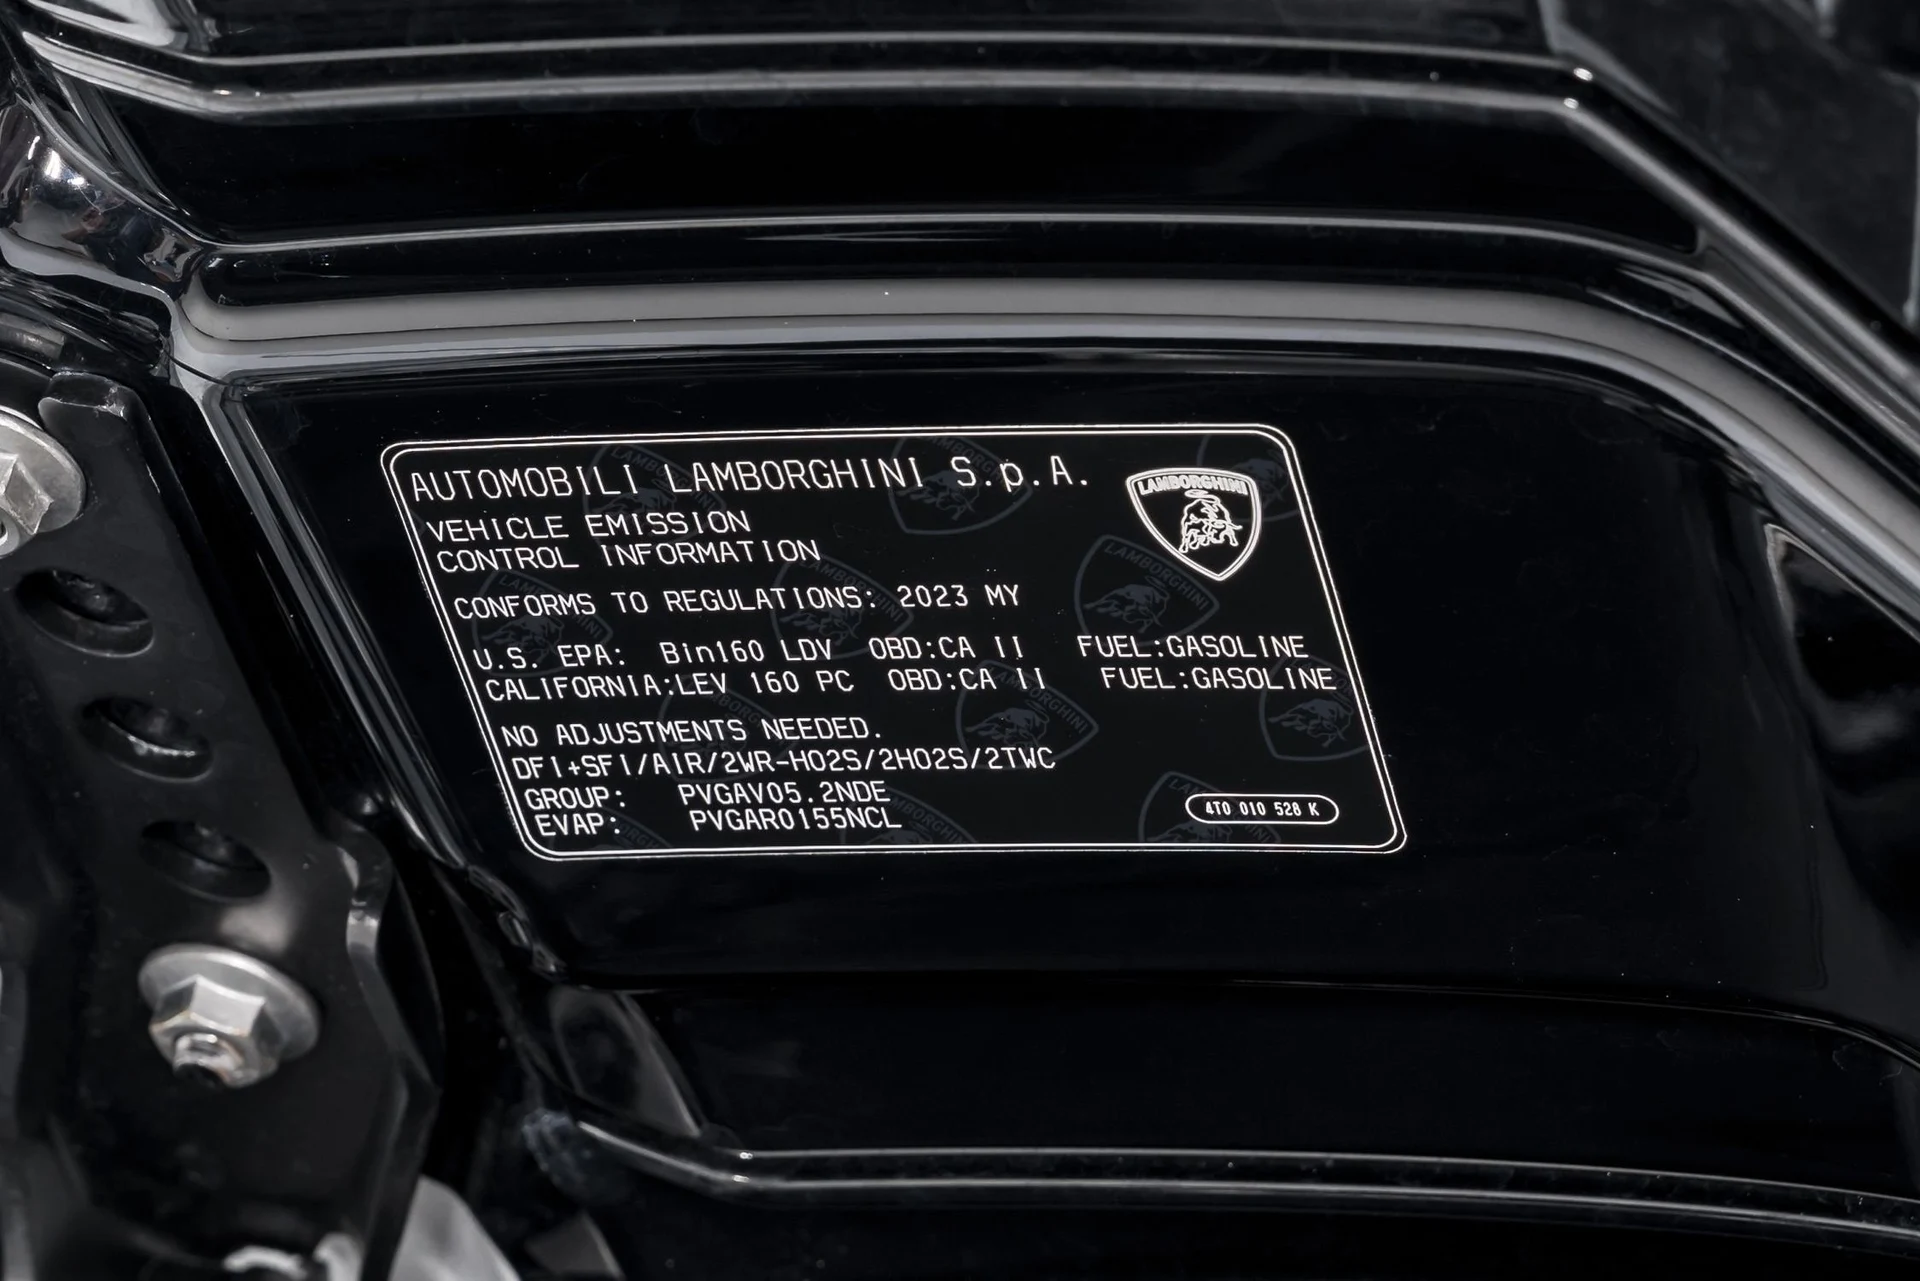 AUTOMOBILI LAMBORGHINI S.p.A.
LAMBORGHINI
VEHICLE EMISSION
CONTROL INFORMATION
CONFORMS TO REGULATIONS: 2023 MY
U.S. EPA: Bin160 LDV OBD:CA II FUEL:GASOLINE
CALIFORNIA:LEV 160 PC OBD:CA II FUEL:GASOLINE
NO ADJUSTMENTS NEEDED.
DFI+SFI/AIR/2WR-HO2S/2HO2S/2TWC
GROUP: PVGAV05.2NDE
EVAP: PVGAR0155NCL
4T0 010 528 K